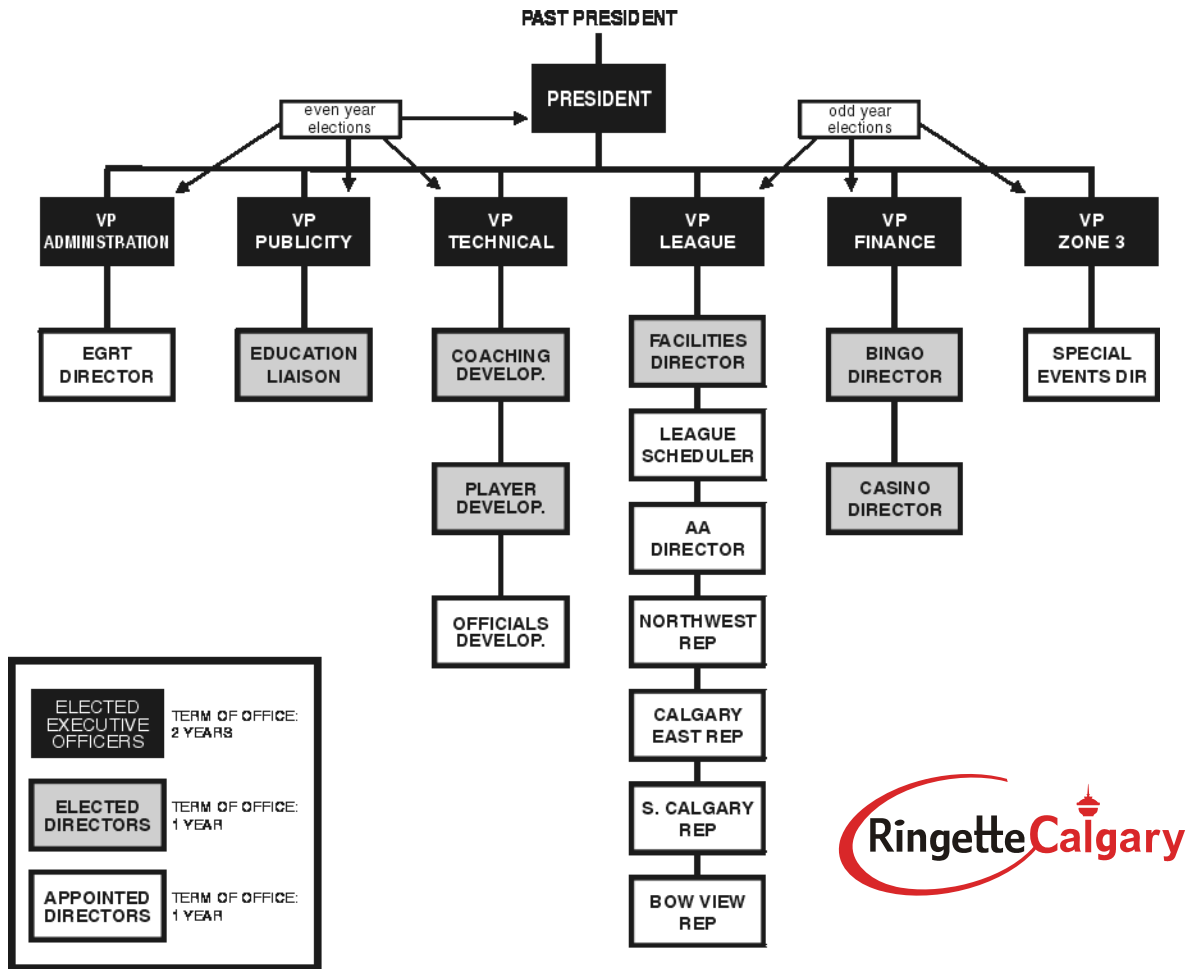 PAST PRESIDENT
PRESIDENT
even year
elections
odd year
elections
VP
ADMINISTRATION
VP
PUBLICITY
VP
TECHNICAL
VP
LEAGUE
VP
FINANCE
VP
ZONE 3
EGRT
DIRECTOR
EDUCATION
LIAISON
COACHING
DEVELOP.
FACILITIES
DIRECTOR
BINGO
DIRECTOR
SPECIAL
EVENTS DIR
LEAGUE
SCHEDULER
PLAYER
DEVELOP.
CASINO
DIRECTOR
AA
DIRECTOR
OFFICIALS
DEVELOP.
NORTHWEST
REP
CALGARY
EAST REP
S. CALGARY
REP
BOW VIEW
REP
ELECTED
EXECUTIVE
OFFICERS
TERM OF OFFICE:
2 YEARS
ELECTED
DIRECTORS
TERM OF OFFICE:
1 YEAR
APPOINTED
DIRECTORS
TERM OF OFFICE:
1 YEAR
RingetteCalgary